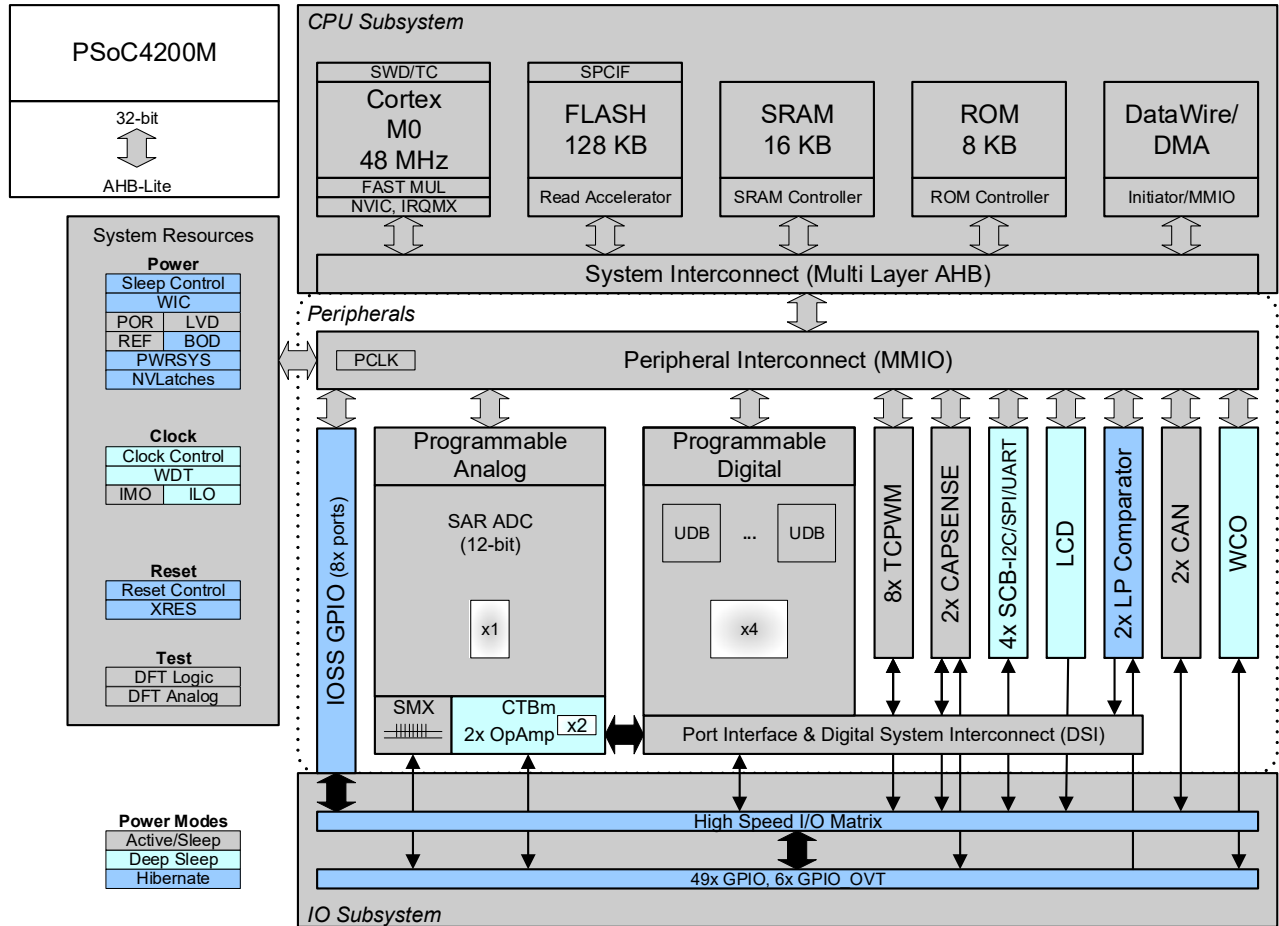 PSoC4200M
32-bit
AHB-Lite
CPU Subsystem
SWD/TC
Cortex
M0
48 MHz
FAST MUL
NVIC, IRQMX
SPCIF
FLASH
128 KB
Read Accelerator
SRAM
16 KB
SRAM Controller
ROM
8 KB
ROM Controller
DataWire/
DMA
Initiator/MMIO
System Interconnect (Multi Layer AHB)
System Resources
Power
Sleep Control
WIC
POR LVD
REF BOD
PWRSYS
NVLatches
Clock
Clock Control
WDT
IMO ILO
Reset
Reset Control
XRES
Test
DFT Logic
DFT Analog
Peripherals
PCLK
Peripheral Interconnect (MMIO)
IOSS GPIO (8x ports)
Programmable
Analog
SAR ADC
(12-bit)
x1
SMX
CTBm
2x OpAmp
x2
Programmable
Digital
UDB ... UDB
x4
8x TCPWM
2x CAPSENSE
4x SCB-I2C/SPI/UART
LCD
2x LP Comparator
2x CAN
WCO
Port Interface & Digital System Interconnect (DSI)
Power Modes
Active/Sleep
Deep Sleep
Hibernate
High Speed I/O Matrix
49x GPIO, 6x GPIO_OVT
IO Subsystem